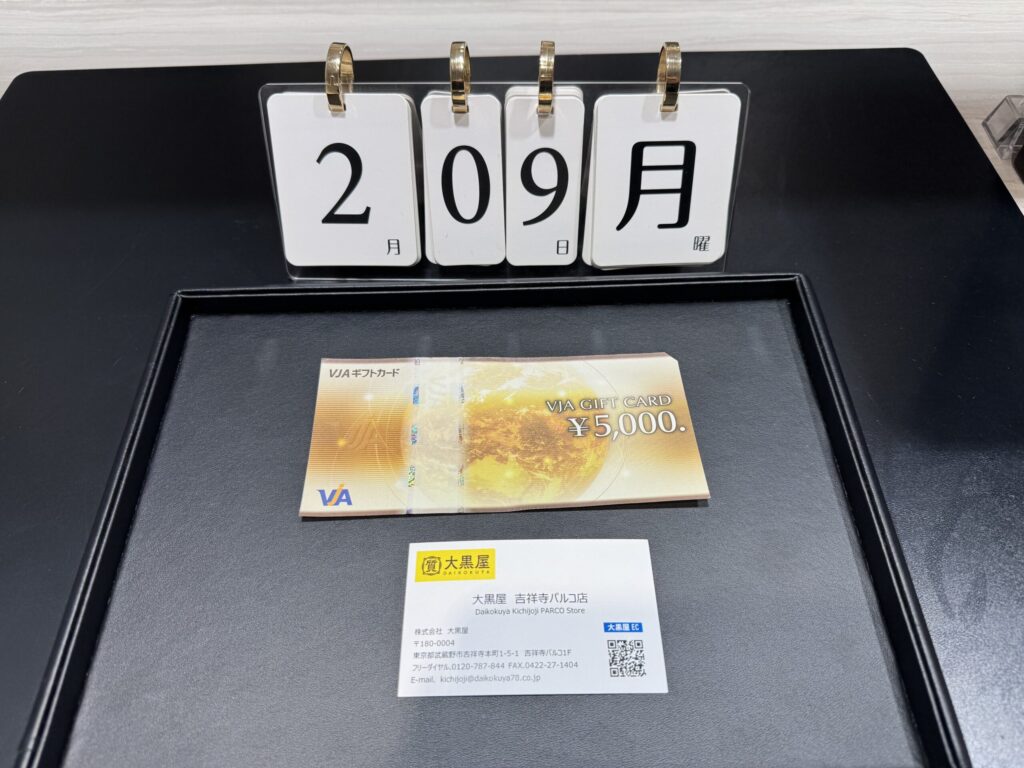 2月
09日
月曜
VJAギフトカード
VJA GIFT CARD
¥5,000.
VJA
質 大黒屋
DAIKOKUYA
大黒屋 吉祥寺パルコ店
Daikokuya Kichijoji PARCO Store
株式会社 大黒屋
〒180-0004
東京都武蔵野市吉祥寺本町1-5-1 吉祥寺パルコ1F
フリーダイヤル.0120-787-844 FAX.0422-27-1404
E-mail. kichijoji@daikokuya78.co.jp
大黒屋 EC